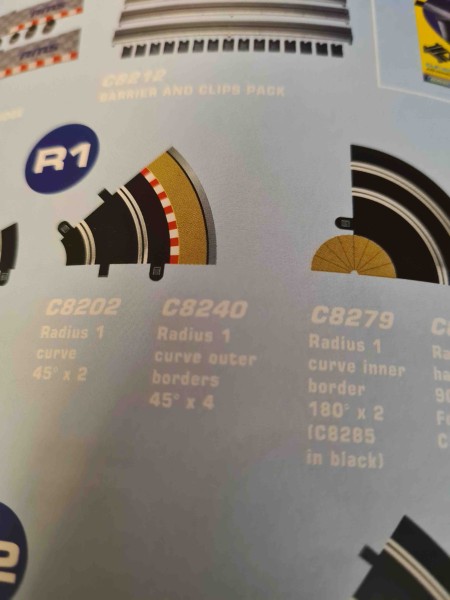 C8212
BARRIER AND CLIPS PACK
R1
C8202
Radius 1
curve
45° x 2
C8240
Radius 1
curve outer
borders
45° x 4
C8279
Radius 1
curve inner
border
180° x 2
(C8285
in black)